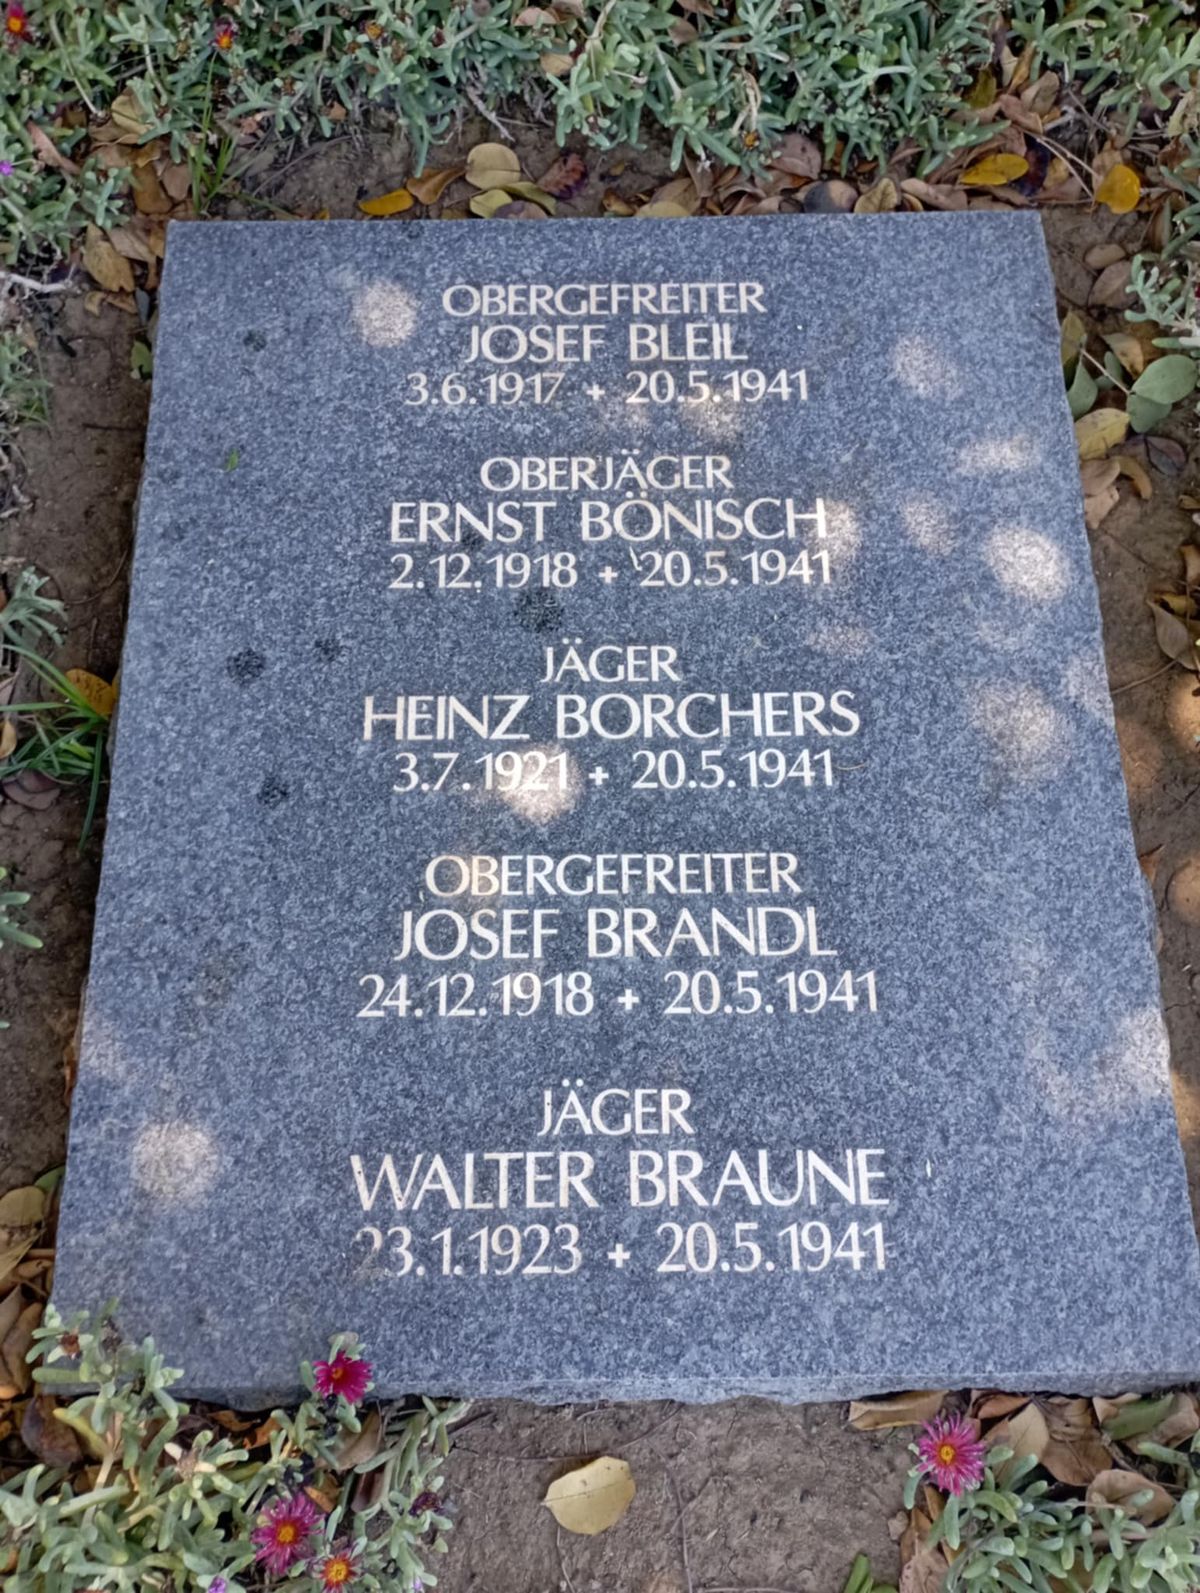 OBERGEFREITER
JOSEF BLEIL
3.6.1917 + 20.5.1941
OBERJÄGER
ERNST BÖNISCH
2.12.1918 + 20.5.1941
JÄGER
HEINZ BORCHERS
3.7.1921 + 20.5.1941
OBERGEFREITER
JOSEF BRANDL
24.12.1918 + 20.5.1941
JÄGER
WALTER BRAUNE
23.1.1923 + 20.5.1941